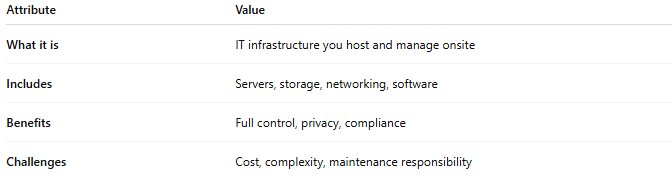 Attribute Value
What it is IT infrastructure you host and manage onsite
Includes Servers, storage, networking, software
Benefits Full control, privacy, compliance
Challenges Cost, complexity, maintenance responsibility